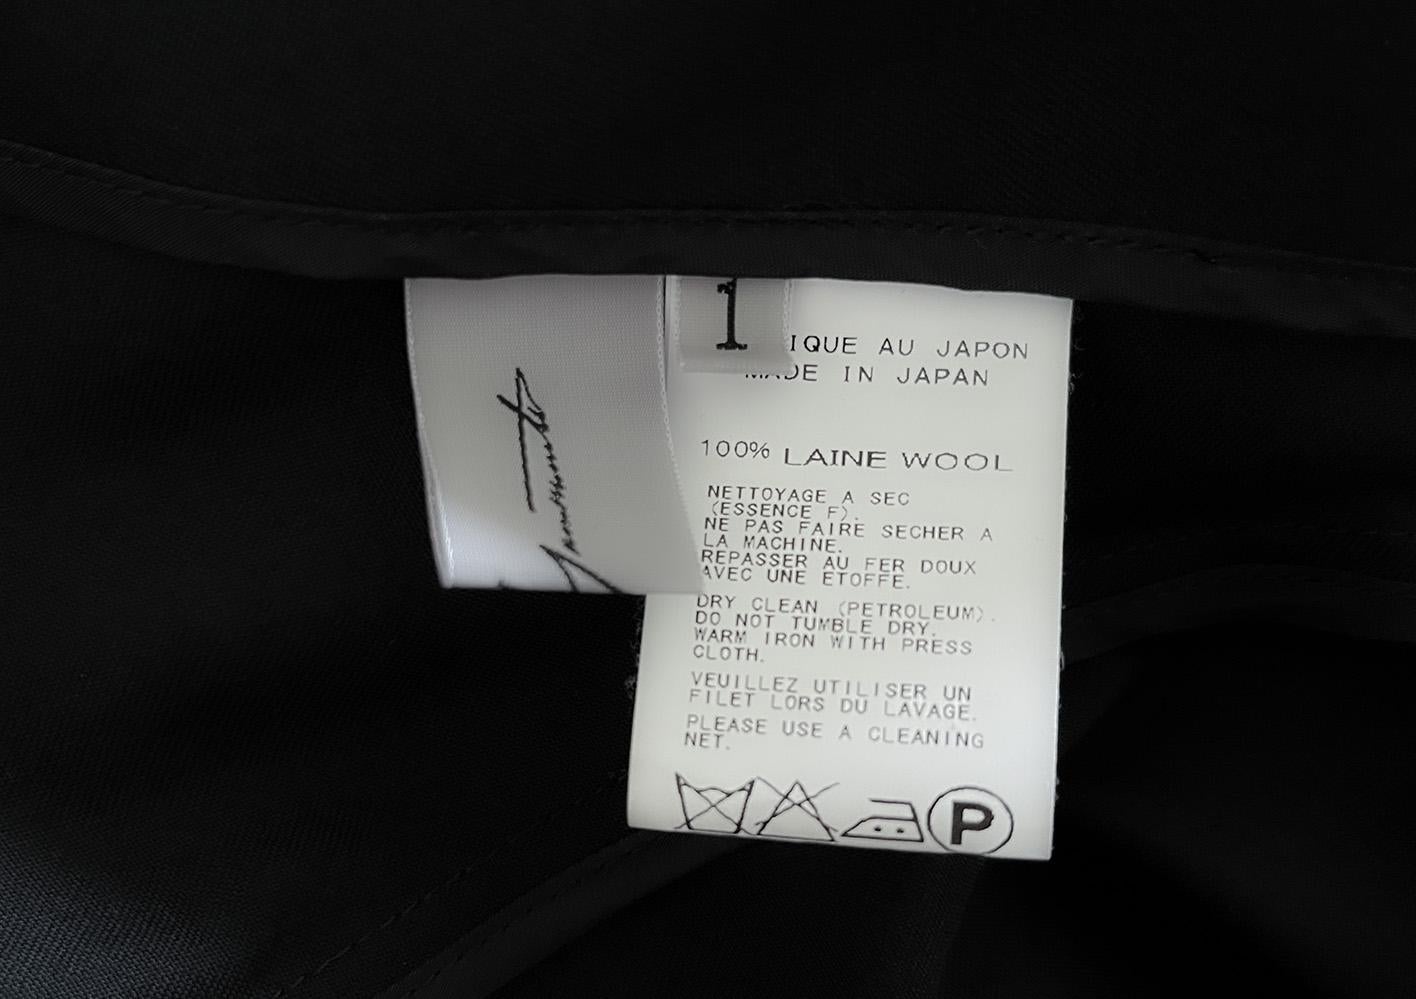 Yamamoto
1
IQUE AU JAPON
MADE IN JAPAN
100% LAINE WOOL
NETTOYAGE A SEC
(ESSENCE F).
NE PAS FAIRE SECHER A
LA MACHINE.
REPASSER AU FER DOUX
AVEC UNE ETOFFE.
DRY CLEAN (PETROLEUM).
DO NOT TUMBLE DRY.
WARM IRON WITH PRESS
CLOTH.
VEUILLEZ UTILISER UN
FILET LORS DU LAVAGE.
PLEASE USE A CLEANING
NET.
P